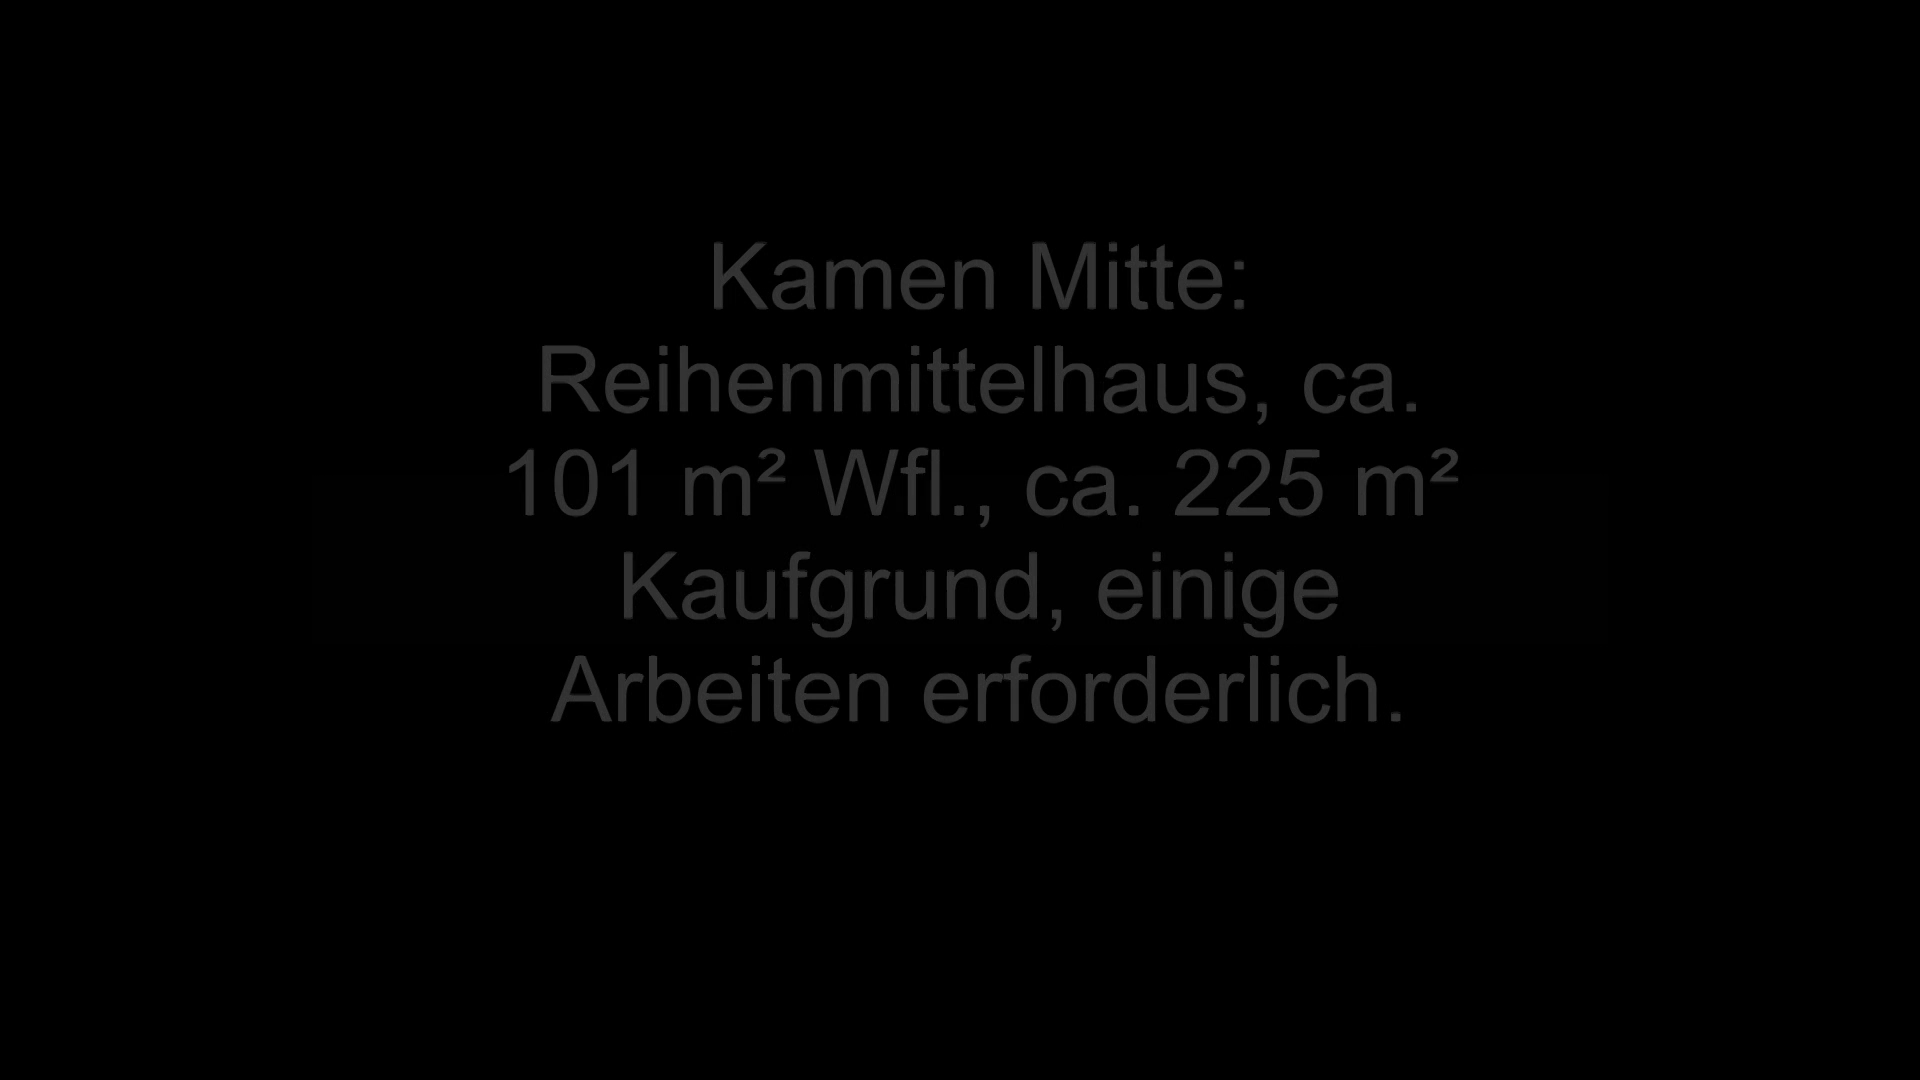 Kamen Mitte:
Reihenmittelhaus, ca.
101 m² Wfl., ca. 225 m²
Kaufgrund, einige
Arbeiten erforderlich.